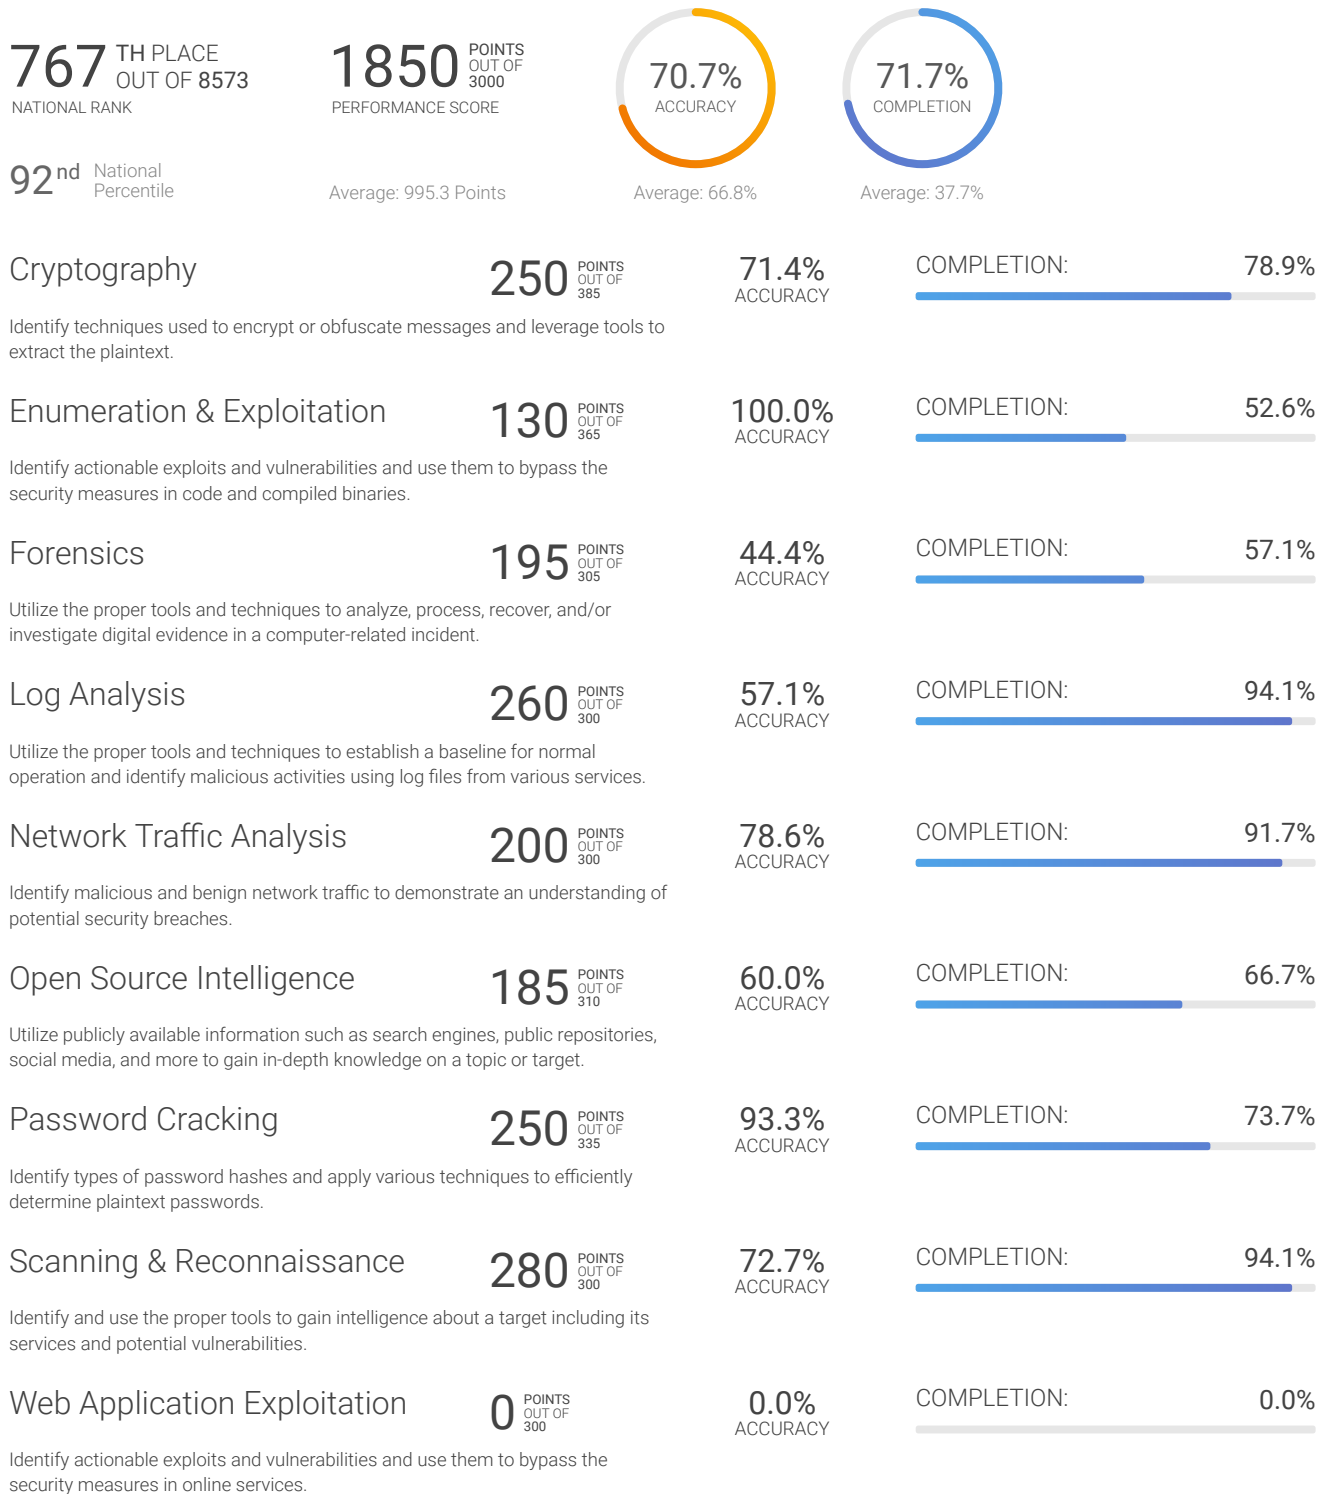 767 TH PLACE
OUT OF 8573
NATIONAL RANK
92nd National
Percentile
1850 POINTS
OUT OF
3000
PERFORMANCE SCORE
Average: 995.3 Points
70.7%
ACCURACY
Average: 66.8%
71.7%
COMPLETION
Average: 37.7%
Cryptography
250 POINTS
OUT OF
385
71.4%
ACCURACY
COMPLETION: 78.9%
Identify techniques used to encrypt or obfuscate messages and leverage tools to
extract the plaintext.
Enumeration & Exploitation
130 POINTS
OUT OF
365
100.0%
ACCURACY
COMPLETION: 52.6%
Identify actionable exploits and vulnerabilities and use them to bypass the
security measures in code and compiled binaries.
Forensics
195 POINTS
OUT OF
305
44.4%
ACCURACY
COMPLETION: 57.1%
Utilize the proper tools and techniques to analyze, process, recover, and/or
investigate digital evidence in a computer-related incident.
Log Analysis
260 POINTS
OUT OF
300
57.1%
ACCURACY
COMPLETION: 94.1%
Utilize the proper tools and techniques to establish a baseline for normal
operation and identify malicious activities using log files from various services.
Network Traffic Analysis
200 POINTS
OUT OF
300
78.6%
ACCURACY
COMPLETION: 91.7%
Identify malicious and benign network traffic to demonstrate an understanding of
potential security breaches.
Open Source Intelligence
185 POINTS
OUT OF
310
60.0%
ACCURACY
COMPLETION: 66.7%
Utilize publicly available information such as search engines, public repositories,
social media, and more to gain in-depth knowledge on a topic or target.
Password Cracking
250 POINTS
OUT OF
335
93.3%
ACCURACY
COMPLETION: 73.7%
Identify types of password hashes and apply various techniques to efficiently
determine plaintext passwords.
Scanning & Reconnaissance
280 POINTS
OUT OF
300
72.7%
ACCURACY
COMPLETION: 94.1%
Identify and use the proper tools to gain intelligence about a target including its
services and potential vulnerabilities.
Web Application Exploitation
0 POINTS
OUT OF
300
0.0%
ACCURACY
COMPLETION: 0.0%
Identify actionable exploits and vulnerabilities and use them to bypass the
security measures in online services.